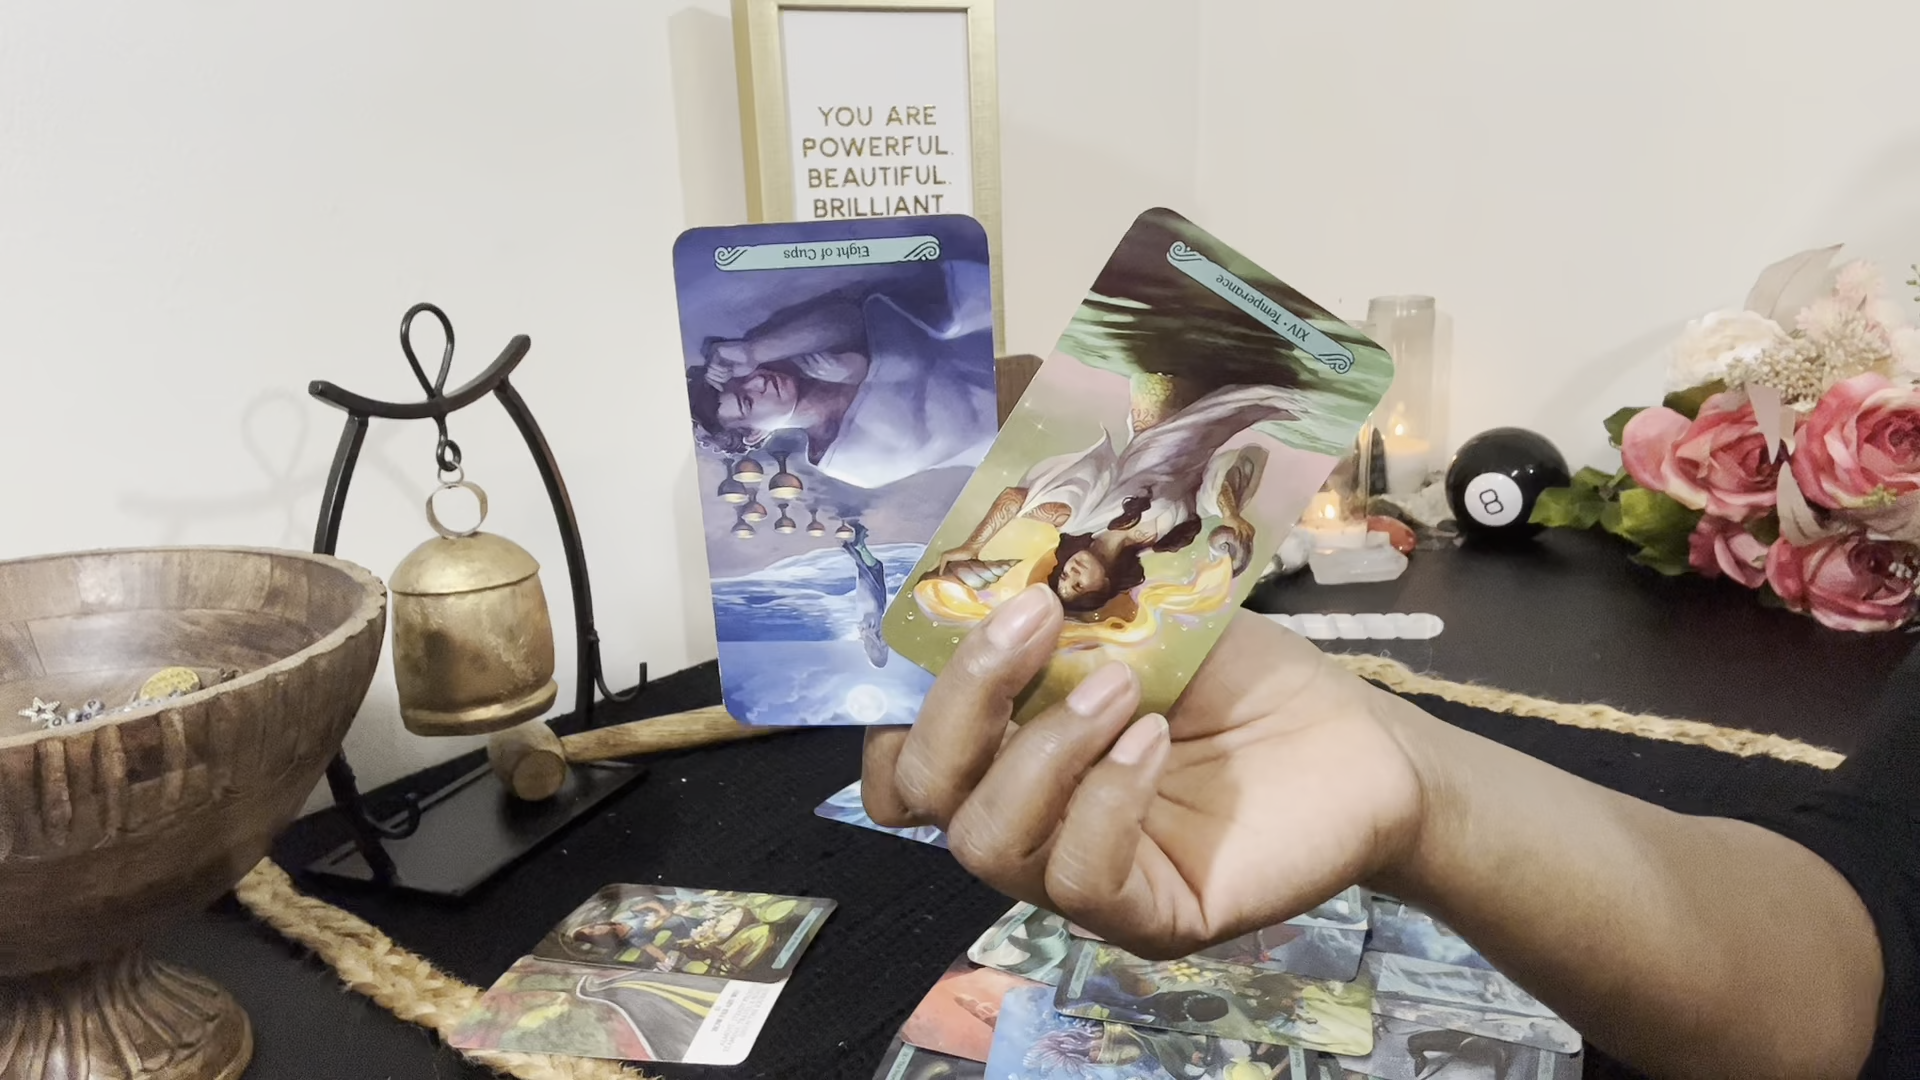 YOU ARE
POWERFUL.
BEAUTIFUL.
BRILLIANT.
Eight of Cups
XIV · Temperance
8